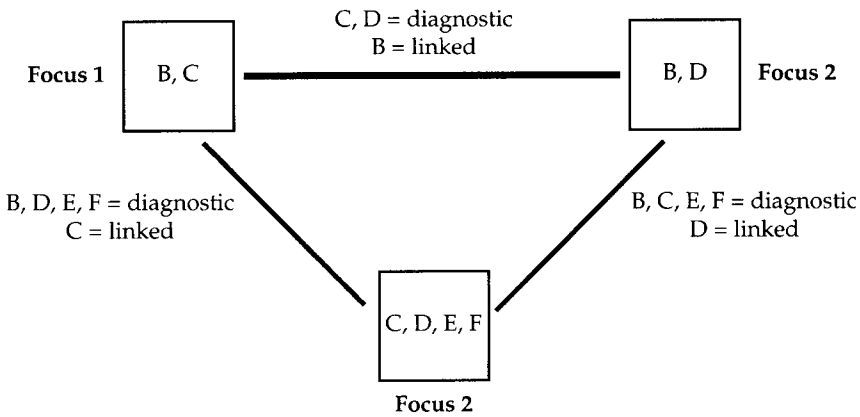 C, D = diagnostic
B = linked
Focus 1
B, C
B, D
Focus 2
B, D, E, F = diagnostic
C = linked
B, C, E, F = diagnostic
D = linked
C, D, E, F
Focus 2